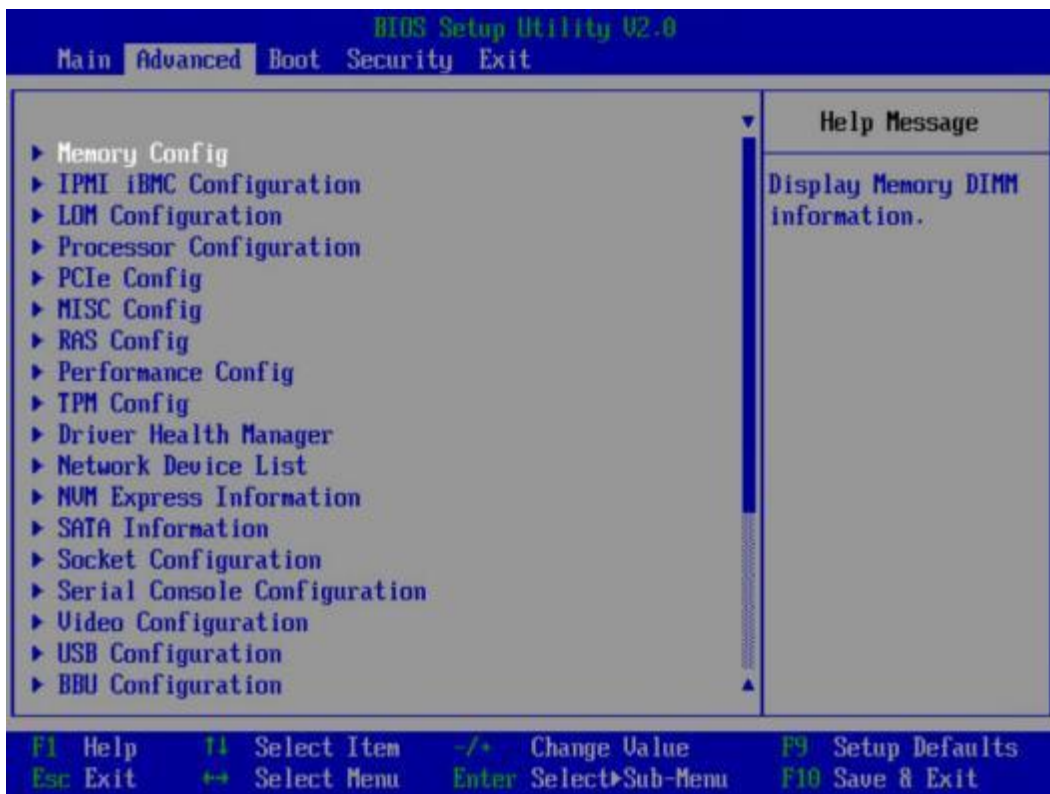 BIOS Setup Utility V2.0
Main Advanced Boot Security Exit
▶ Memory Config
▶ IPMI iBMC Configuration
▶ LOM Configuration
▶ Processor Configuration
▶ PCIe Config
▶ MISC Config
▶ RAS Config
▶ Performance Config
▶ TPM Config
▶ Driver Health Manager
▶ Network Device List
▶ NVM Express Information
▶ SATA Information
▶ Socket Configuration
▶ Serial Console Configuration
▶ Video Configuration
▶ USB Configuration
▶ BBU Configuration
Help Message
Display Memory DIMM
information.
F1 Help ↑↓ Select Item -/+ Change Value F9 Setup Defaults
Esc Exit ←→ Select Menu Enter Select▶Sub-Menu F10 Save & Exit